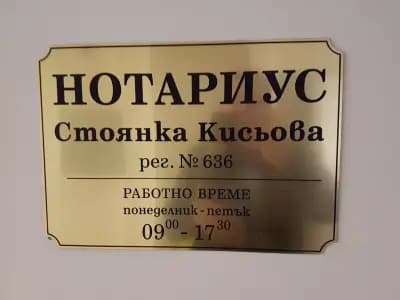 НОТАРИУС
Стоянка Кисьова
рег. № 636
РАБОТНО ВРЕМЕ
понеделник - петък
09⁰⁰ - 17³⁰